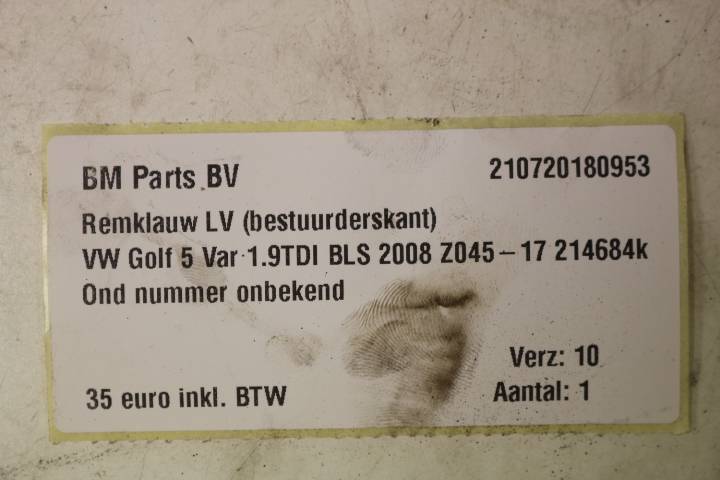 BM Parts BV 210720180953
Remklauw LV (bestuurderskant)
VW Golf 5 Var 1.9TDI BLS 2008 Z045-17 214684k
Ond nummer onbekend
Verz: 10
35 euro inkl. BTW Aantal: 1